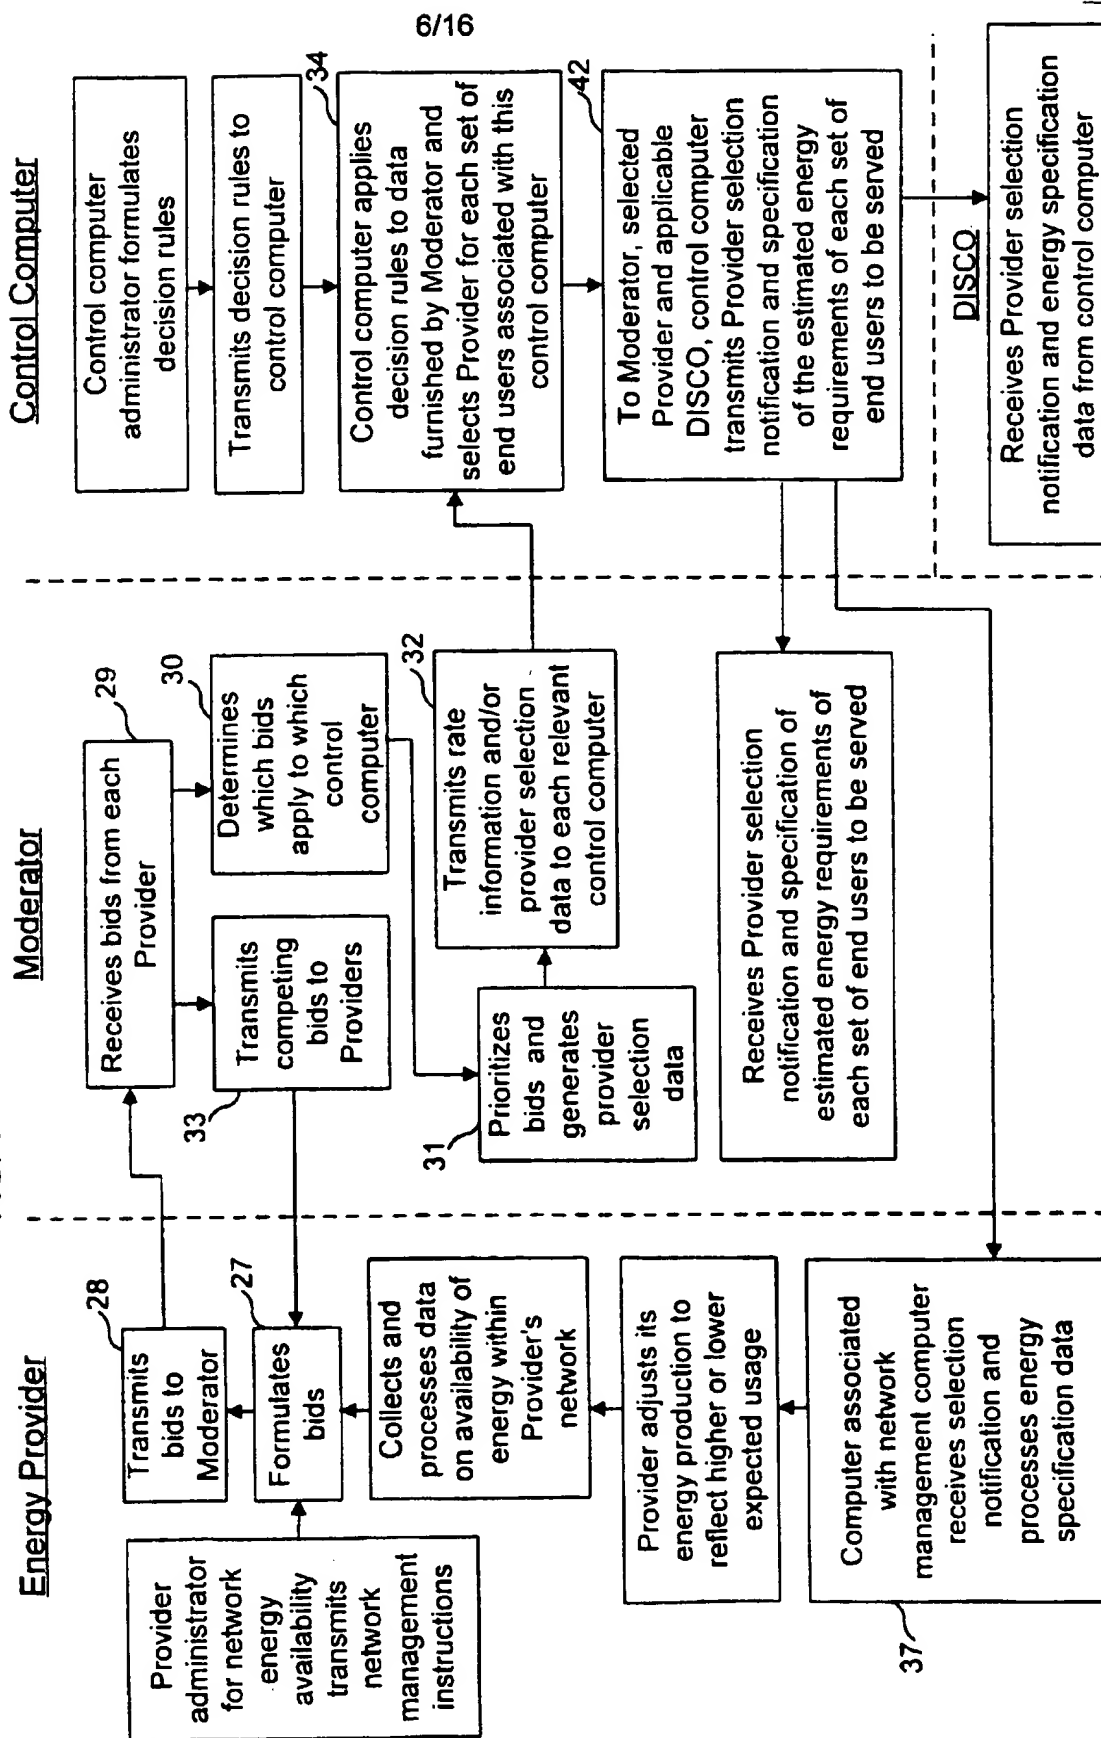 6/16
Energy Provider
Provider
administrator
for network
energy
availability
transmits
network
management
instructions
28
Transmits
bids to
Moderator
27
Formulates
bids
Collects and
processes data
on availability of
energy within
Provider's
network
Provider adjusts its
energy production to
reflect higher or lower
expected usage
37
Computer associated
with network
management computer
receives selection
notification and
processes energy
specification data
Moderator
29
Receives bids from each
Provider
33
Transmits
competing
bids to
Providers
30
Determines
which bids
apply to which
control
computer
31
Prioritizes
bids and
generates
provider
selection
data
32
Transmits rate
information and/or
provider selection
data to each relevant
control computer
Receives Provider selection
notification and specification of
estimated energy requirements of
each set of end users to be served
Control Computer
Control computer
administrator formulates
decision rules
Transmits decision rules to
control computer
34
Control computer applies
decision rules to data
furnished by Moderator and
selects Provider for each set of
end users associated with this
control computer
42
To Moderator, selected
Provider and applicable
DISCO, control computer
transmits Provider selection
notification and specification
of the estimated energy
requirements of each set of
end users to be served
DISCO
Receives Provider selection
notification and energy specification
data from control computer